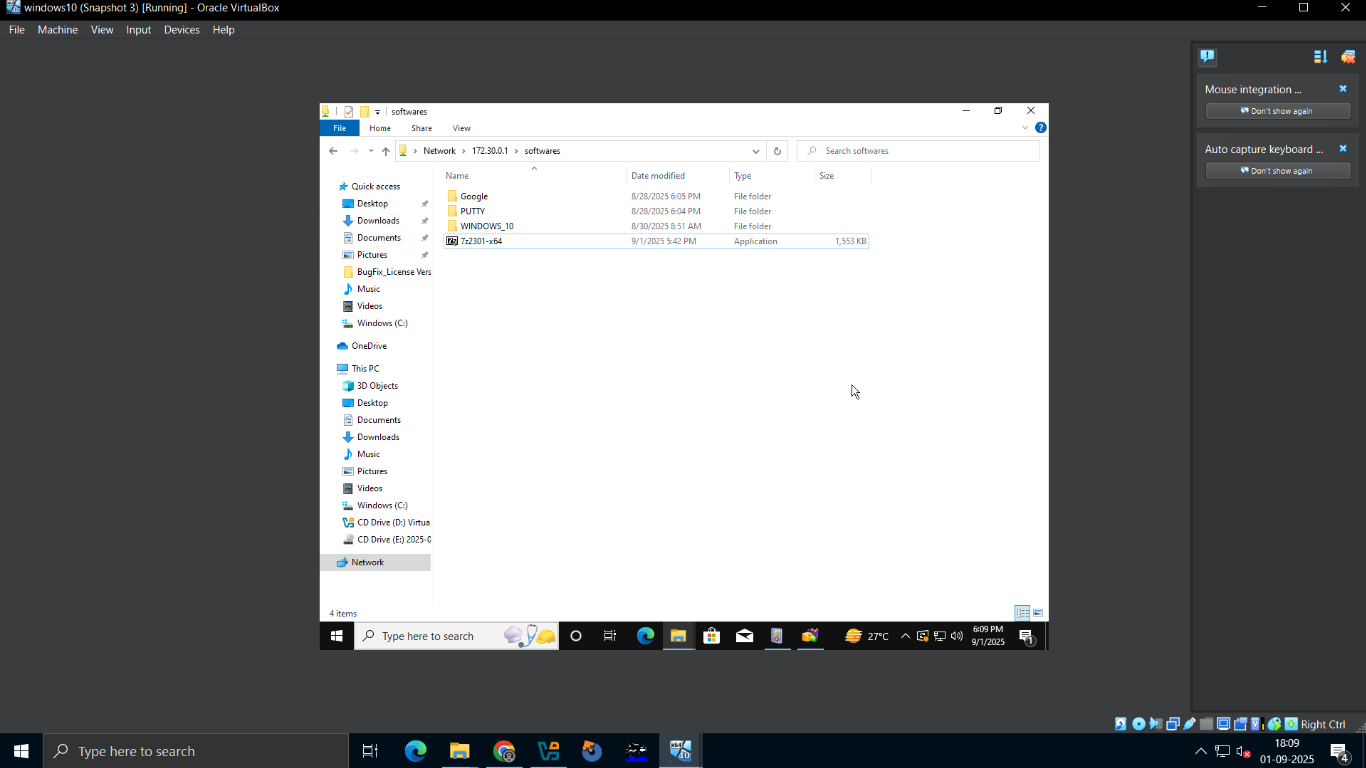 windows10 (Snapshot 3) [Running] - Oracle VirtualBox
File Machine View Input Devices Help
Mouse integration ...
Don't show again
Auto capture keyboard ...
Don't show again
softwares
File Home Share View
Network › 172.30.0.1 › softwares
Search softwares
Name Date modified Type Size
Google 8/28/2025 6:05 PM File folder
PUTTY 8/28/2025 6:04 PM File folder
WINDOWS_10 8/30/2025 8:51 AM File folder
7z2301-x64 9/1/2025 5:42 PM Application 1,553 KB
Quick access
Desktop
Downloads
Documents
Pictures
BugFix_License Vers
Music
Videos
Windows (C:)
OneDrive
This PC
3D Objects
Desktop
Documents
Downloads
Music
Pictures
Videos
Windows (C:)
CD Drive (D:) Virtua
CD Drive (E:) 2025-0
Network
4 items
Type here to search
27°C
6:09 PM
9/1/2025
1
Right Ctrl
Type here to search
18:09
01-09-2025
4